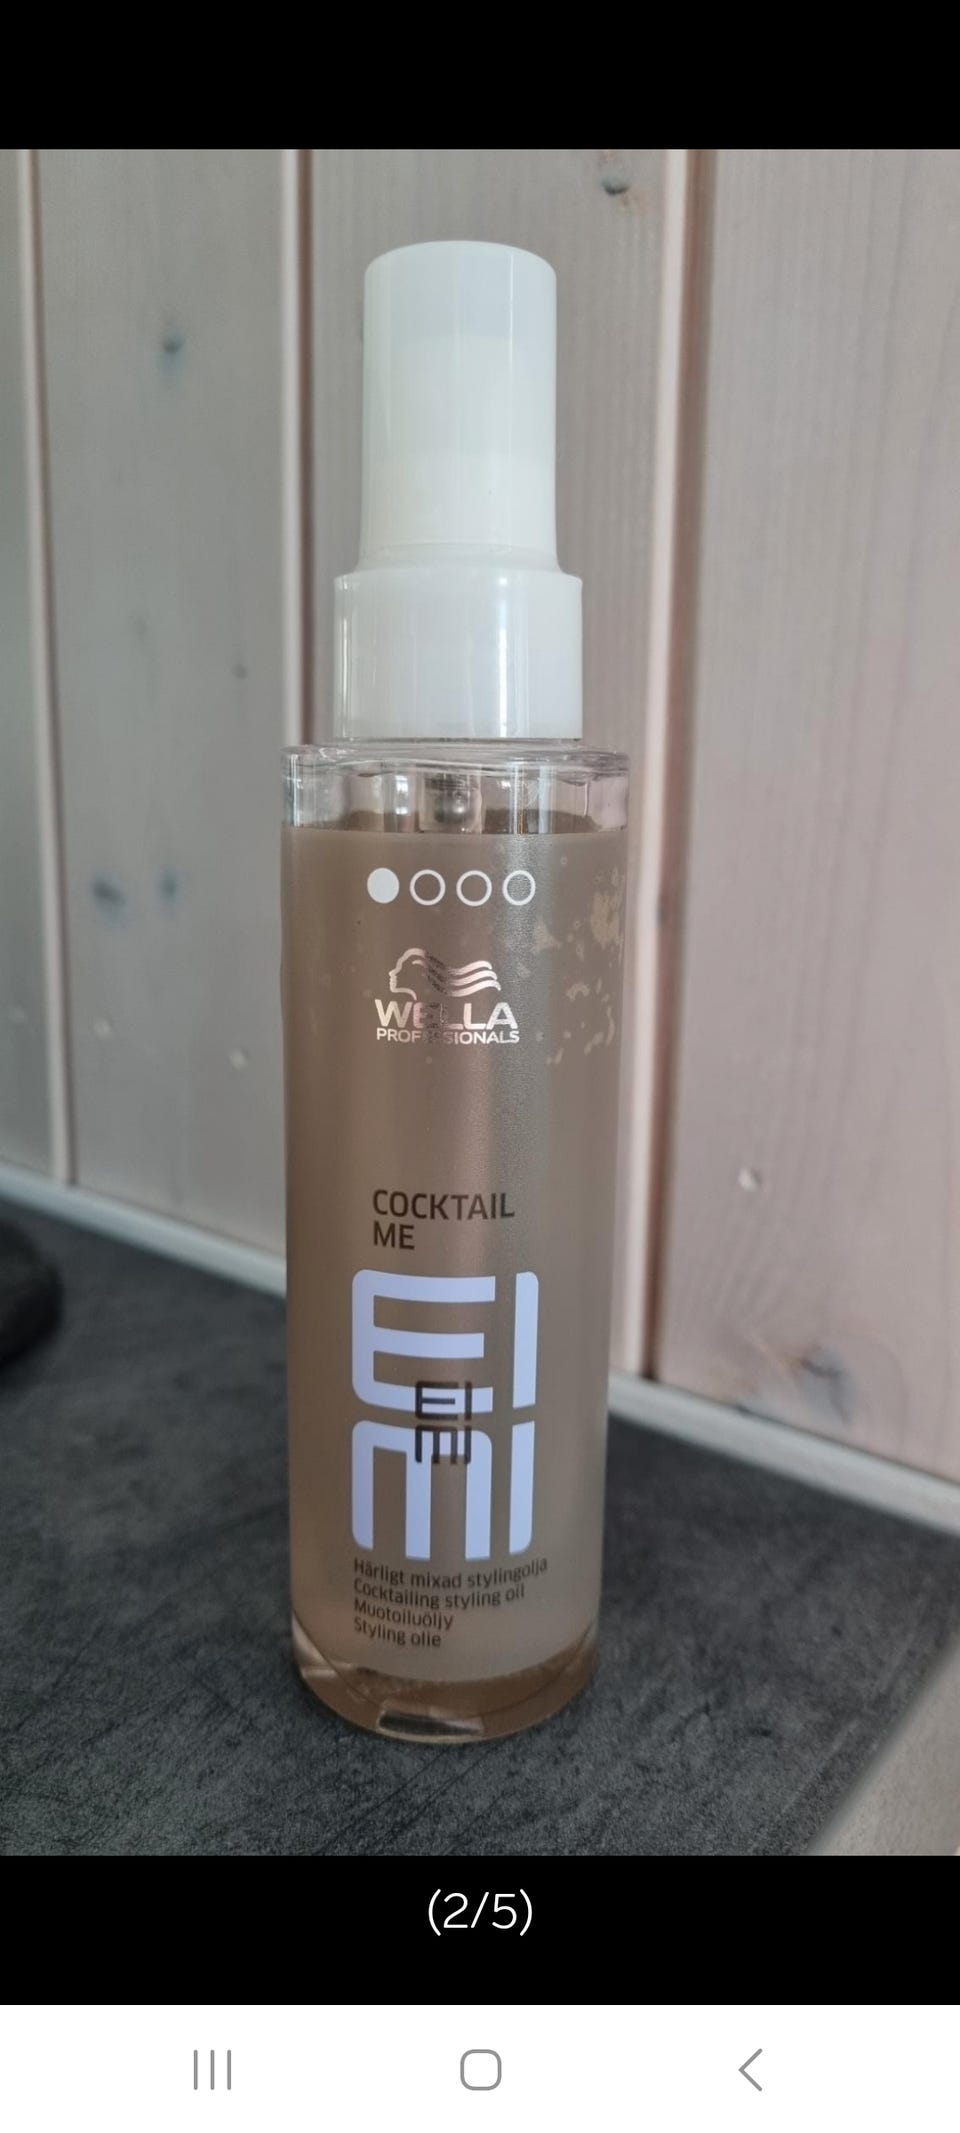 WELLA
PROFESSIONALS
COCKTAIL
ME
EIMI
Härligt mixad stylingolja
Cocktailing styling oil
Muotoiluöljy
Styling olie
(2/5)